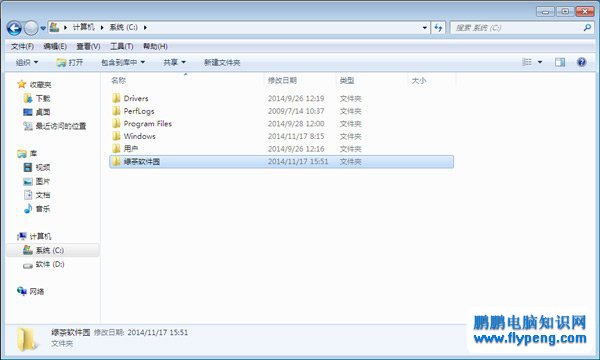 计算机 ▸ 系统 (C:) ▸
搜索 系统 (C:)
文件(F) 编辑(E) 查看(V) 工具(T) 帮助(H)
组织 打开 包含到库中 共享 新建文件夹
名称 修改日期 类型 大小
收藏夹
下载
桌面
最近访问的位置
库
视频
图片
文档
音乐
计算机
系统 (C:)
软件 (D:)
网络
Drivers 2014/9/26 12:19 文件夹
PerfLogs 2009/7/14 10:37 文件夹
Program Files 2014/9/28 12:00 文件夹
Windows 2014/11/17 8:15 文件夹
用户 2014/9/26 12:16 文件夹
绿茶软件园 2014/11/17 15:51 文件夹
绿茶软件园 修改日期: 2014/11/17 15:51
文件夹
鹏鹏电脑知识网
www.flypeng.com